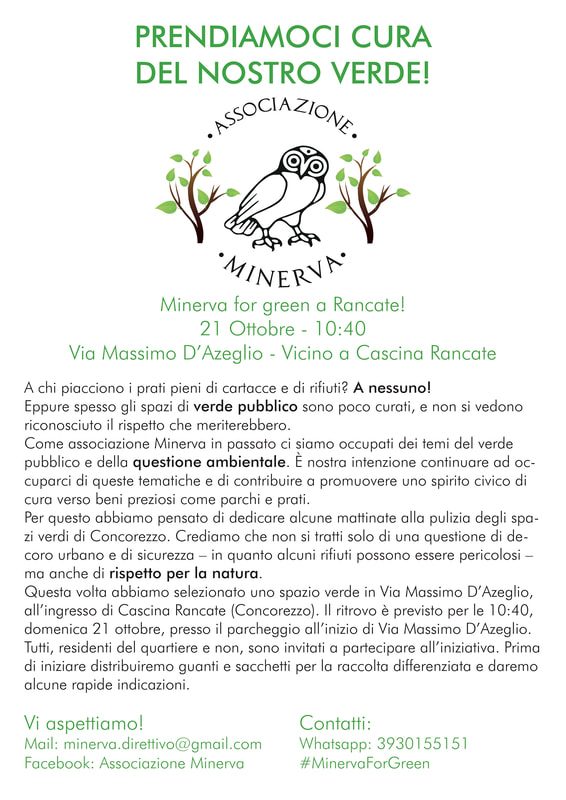 PRENDIAMOCI CURA
DEL NOSTRO VERDE!
• ASSOCIAZIONE •
• MINERVA •
Minerva for green a Rancate!
21 Ottobre - 10:40
Via Massimo D'Azeglio - Vicino a Cascina Rancate
A chi piacciono i prati pieni di cartacce e di rifiuti? A nessuno!
Eppure spesso gli spazi di verde pubblico sono poco curati, e non si vedono
riconosciuto il rispetto che meriterebbero.
Come associazione Minerva in passato ci siamo occupati dei temi del verde
pubblico e della questione ambientale. È nostra intenzione continuare ad oc-
cuparci di queste tematiche e di contribuire a promuovere uno spirito civico di
cura verso beni preziosi come parchi e prati.
Per questo abbiamo pensato di dedicare alcune mattinate alla pulizia degli spa-
zi verdi di Concorezzo. Crediamo che non si tratti solo di una questione di de-
coro urbano e di sicurezza – in quanto alcuni rifiuti possono essere pericolosi –
ma anche di rispetto per la natura.
Questa volta abbiamo selezionato uno spazio verde in Via Massimo D'Azeglio,
all'ingresso di Cascina Rancate (Concorezzo). Il ritrovo è previsto per le 10:40,
domenica 21 ottobre, presso il parcheggio all'inizio di Via Massimo D'Azeglio.
Tutti, residenti del quartiere e non, sono invitati a partecipare all'iniziativa. Prima
di iniziare distribuiremo guanti e sacchetti per la raccolta differenziata e daremo
alcune rapide indicazioni.
Vi aspettiamo!
Mail: minerva.direttivo@gmail.com
Facebook: Associazione Minerva
Contatti:
Whatsapp: 3930155151
#MinervaForGreen